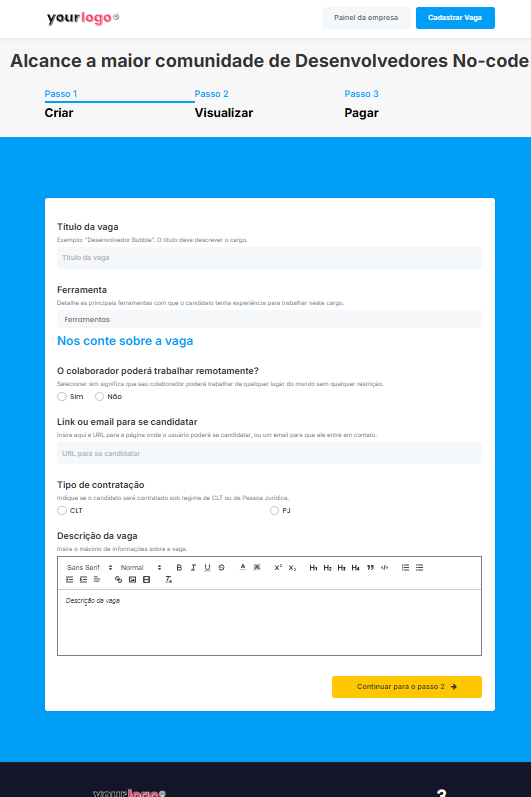 yourlogo
Painel da empresa
Cadastrar Vaga
Alcance a maior comunidade de Desenvolvedores No-code
Passo 1
Passo 2
Passo 3
Criar
Visualizar
Pagar
Título da vaga
Exemplo: "Desenvolvedor Bubble". O título deve descrever o cargo.
Título da vaga
Ferramenta
Detalhe as principais ferramentas com que o candidato tenha experiência para trabalhar neste cargo.
Ferramentas
Nos conte sobre a vaga
O colaborador poderá trabalhar remotamente?
Selecionar sim significa que seu colaborador poderá trabalhar de qualquer lugar do mundo sem qualquer restrição.
Sim
Não
Link ou email para se candidatar
Insira aqui a URL para a página onde o usuário poderá se candidatar, ou um email para que ele entre em contato.
URL para se candidatar
Tipo de contratação
Indique se o candidato será contratado sob regime de CLT ou de Pessoa Jurídica.
CLT
PJ
Descrição da vaga
Insira o máximo de informações sobre a vaga.
Sans Serif Normal B I U S A X² X₂ H1 H2 H3 H4
Descrição da vaga
Continuar para o passo 2
yourlogo
3